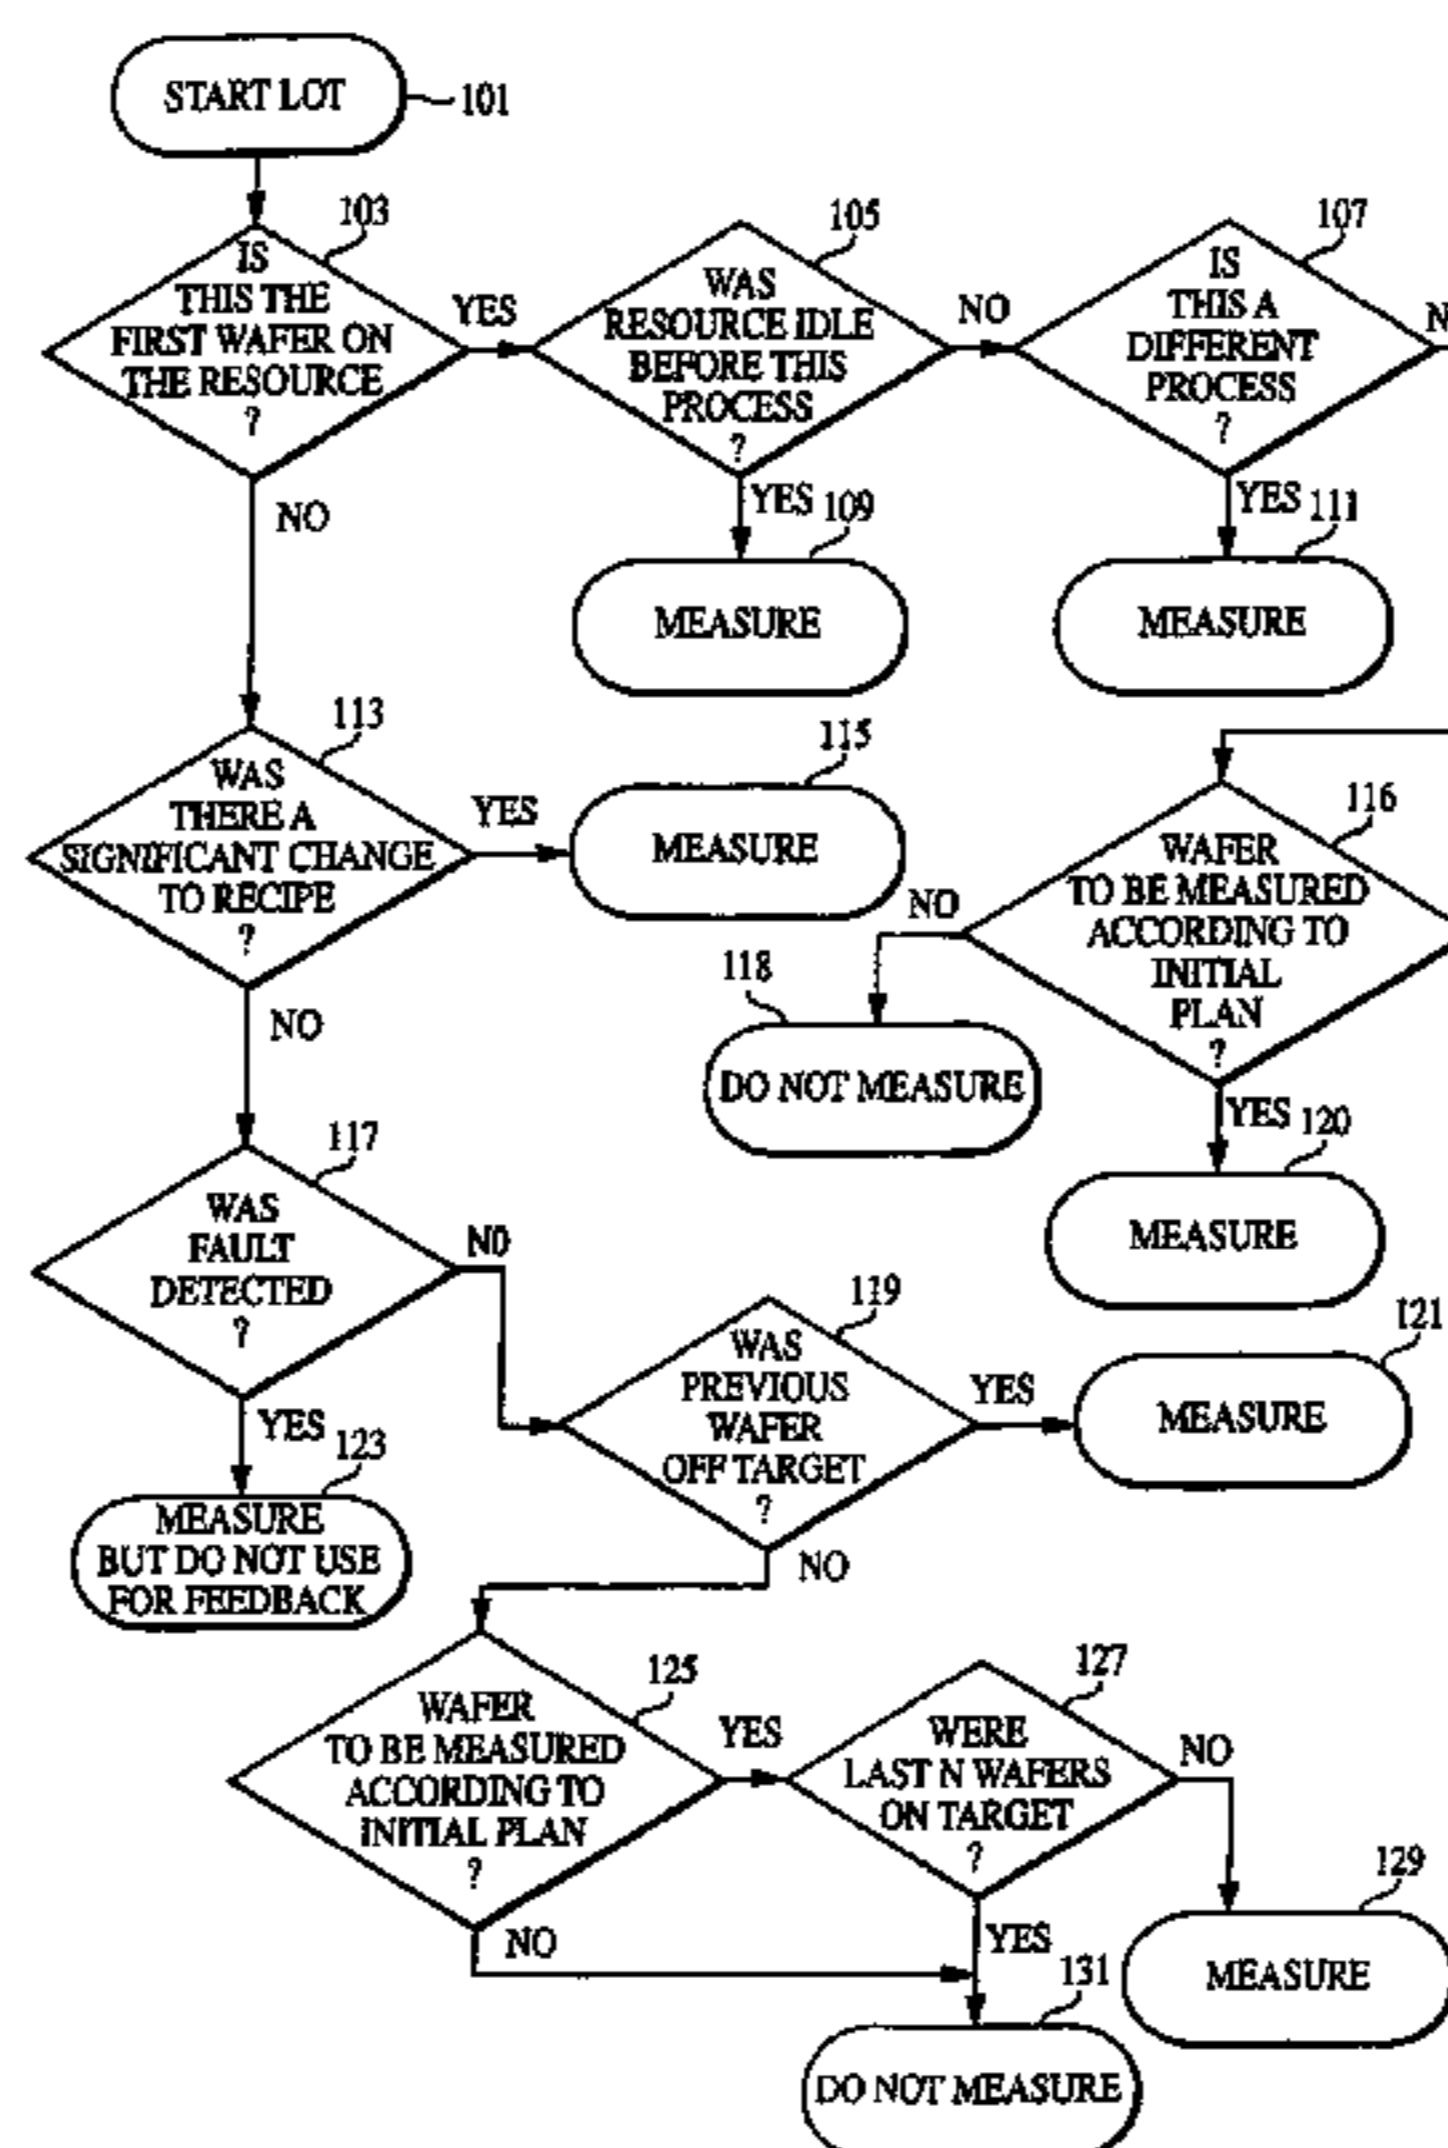 START LOT
101
103
IS
THIS THE
FIRST WAFER ON
THE RESOURCE
?
YES
NO
105
WAS
RESOURCE IDLE
BEFORE THIS
PROCESS
?
NO
YES
109
MEASURE
107
IS
THIS A
DIFFERENT
PROCESS
?
N
YES
111
MEASURE
113
WAS
THERE A
SIGNIFICANT CHANGE
TO RECIPE
?
YES
NO
115
MEASURE
116
WAFER
TO BE MEASURED
ACCORDING TO
INITIAL
PLAN
?
NO
118
DO NOT MEASURE
YES
120
MEASURE
117
WAS
FAULT
DETECTED
?
NO
YES
123
MEASURE
BUT DO NOT USE
FOR FEEDBACK
119
WAS
PREVIOUS
WAFER
OFF TARGET
?
YES
121
MEASURE
NO
125
WAFER
TO BE MEASURED
ACCORDING TO
INITIAL PLAN
?
YES
NO
127
WERE
LAST N WAFERS
ON TARGET
?
NO
129
MEASURE
YES
131
DO NOT MEASURE